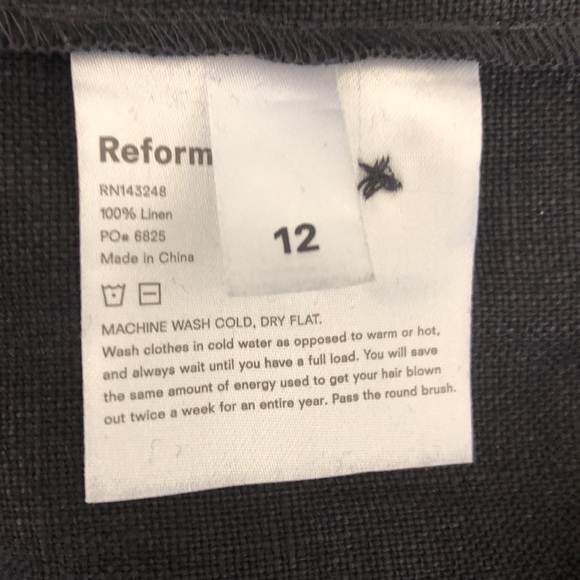 Reform
RN143248
100% Linen
PO# 6825
Made in China
12
MACHINE WASH COLD, DRY FLAT.
Wash clothes in cold water as opposed to warm or hot,
and always wait until you have a full load. You will save
the same amount of energy used to get your hair blown
out twice a week for an entire year. Pass the round brush.